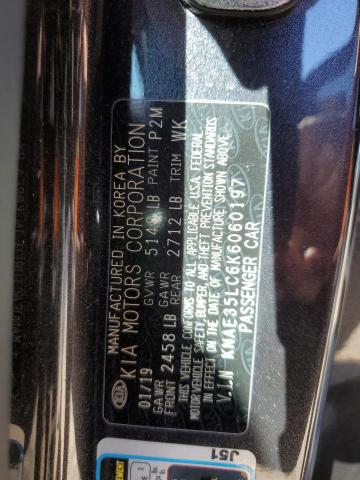 MANUFACTURED IN KOREA BY
KIA MOTORS CORPORATION
01/19 GVWR LB PAINT P2M
GAWR FRONT 2458 LB GAWR REAR 2712 LB TRIM WK
THIS VEHICLE CONFORMS TO ALL APPLICABLE U.S.A. FEDERAL
MOTOR VEHICLE SAFETY, BUMPER, AND THEFT PREVENTION STANDARDS
IN EFFECT ON THE DATE OF MANUFACTURE SHOWN ABOVE.
V.I.N
PASSENGER CAR
KIA
J51